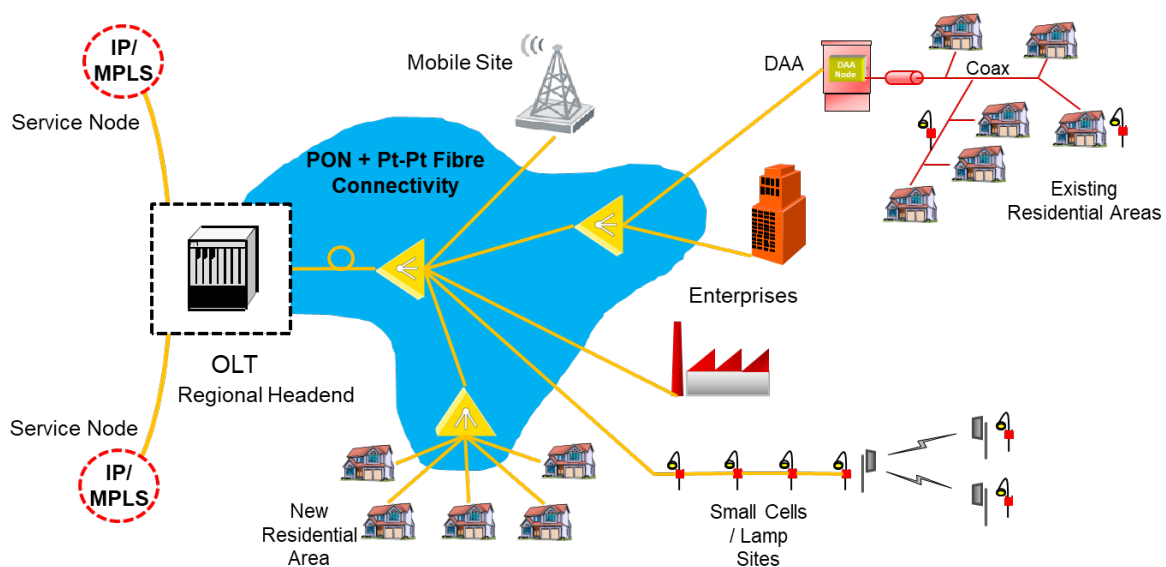 IP/
MPLS
Service Node
Mobile Site
DAA
DAA
Node
Coax
PON + Pt-Pt Fibre
Connectivity
Existing
Residential Areas
Enterprises
OLT
Regional Headend
Service Node
IP/
MPLS
New
Residential
Area
Small Cells
/ Lamp
Sites